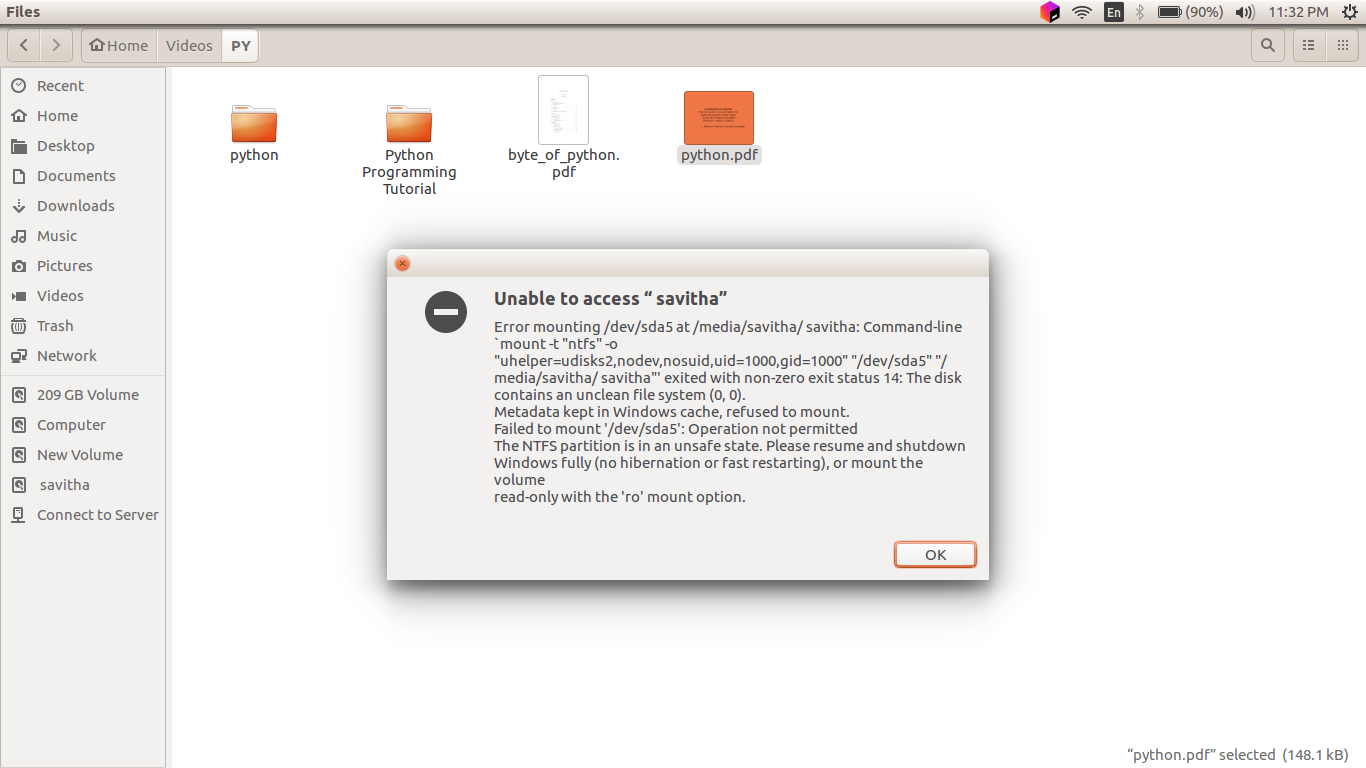 Files
En
(90%)
11:32 PM
Home
Videos
PY
Recent
Home
Desktop
Documents
Downloads
Music
Pictures
Videos
Trash
Network
209 GB Volume
Computer
New Volume
savitha
Connect to Server
python
Python
Programming
Tutorial
byte_of_python.
pdf
python.pdf
Unable to access “ savitha”
Error mounting /dev/sda5 at /media/savitha/ savitha: Command-line
`mount -t "ntfs" -o
"uhelper=udisks2,nodev,nosuid,uid=1000,gid=1000" "/dev/sda5" "/
media/savitha/ savitha"' exited with non-zero exit status 14: The disk
contains an unclean file system (0, 0).
Metadata kept in Windows cache, refused to mount.
Failed to mount '/dev/sda5': Operation not permitted
The NTFS partition is in an unsafe state. Please resume and shutdown
Windows fully (no hibernation or fast restarting), or mount the
volume
read-only with the 'ro' mount option.
OK
“python.pdf” selected (148.1 kB)